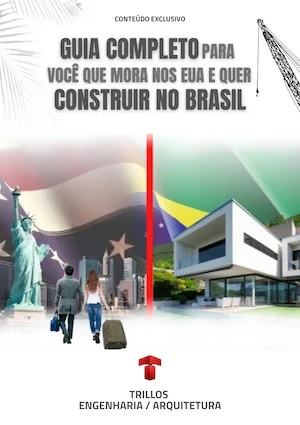 CONTEÚDO EXCLUSIVO
GUIA COMPLETO PARA
VOCÊ QUE MORA NOS EUA E QUER
CONSTRUIR NO BRASIL
TRILLOS
ENGENHARIA / ARQUITETURA